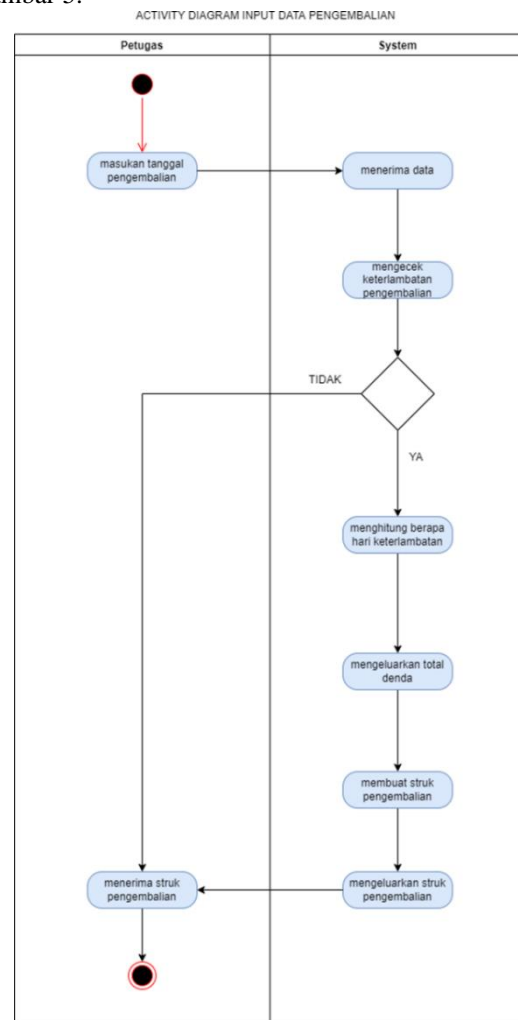 ACTIVITY DIAGRAM INPUT DATA PENGEMBALIAN
Petugas
System
masukan tanggal
pengembalian
menerima data
mengecek
keterlambatan
pengembalian
TIDAK
YA
menghitung berapa
hari keterlambatan
mengeluarkan total
denda
membuat struk
pengembalian
menerima struk
pengembalian
mengeluarkan struk
pengembalian